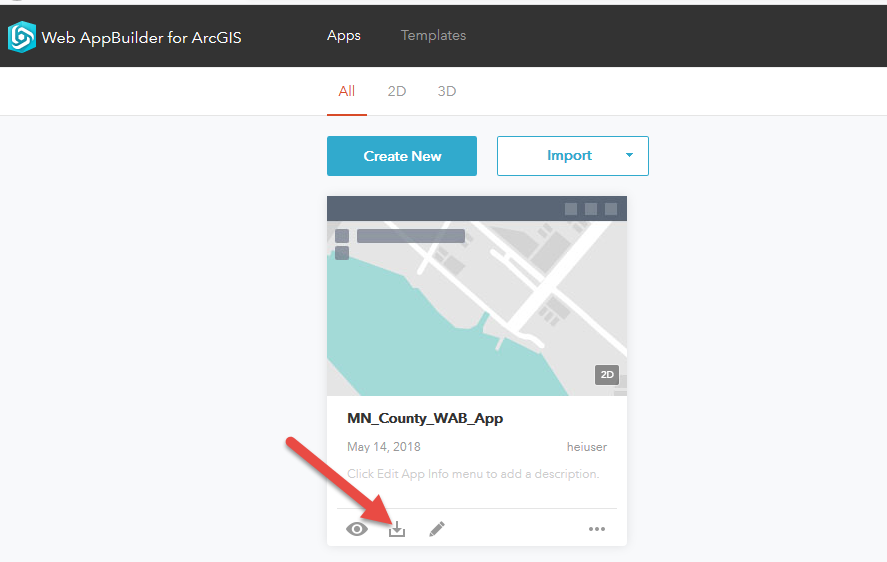 Web AppBuilder for ArcGIS Apps Templates
All 2D 3D
Create New Import
2D
MN_County_WAB_App
May 14, 2018 heiuser
Click Edit App Info menu to add a description.